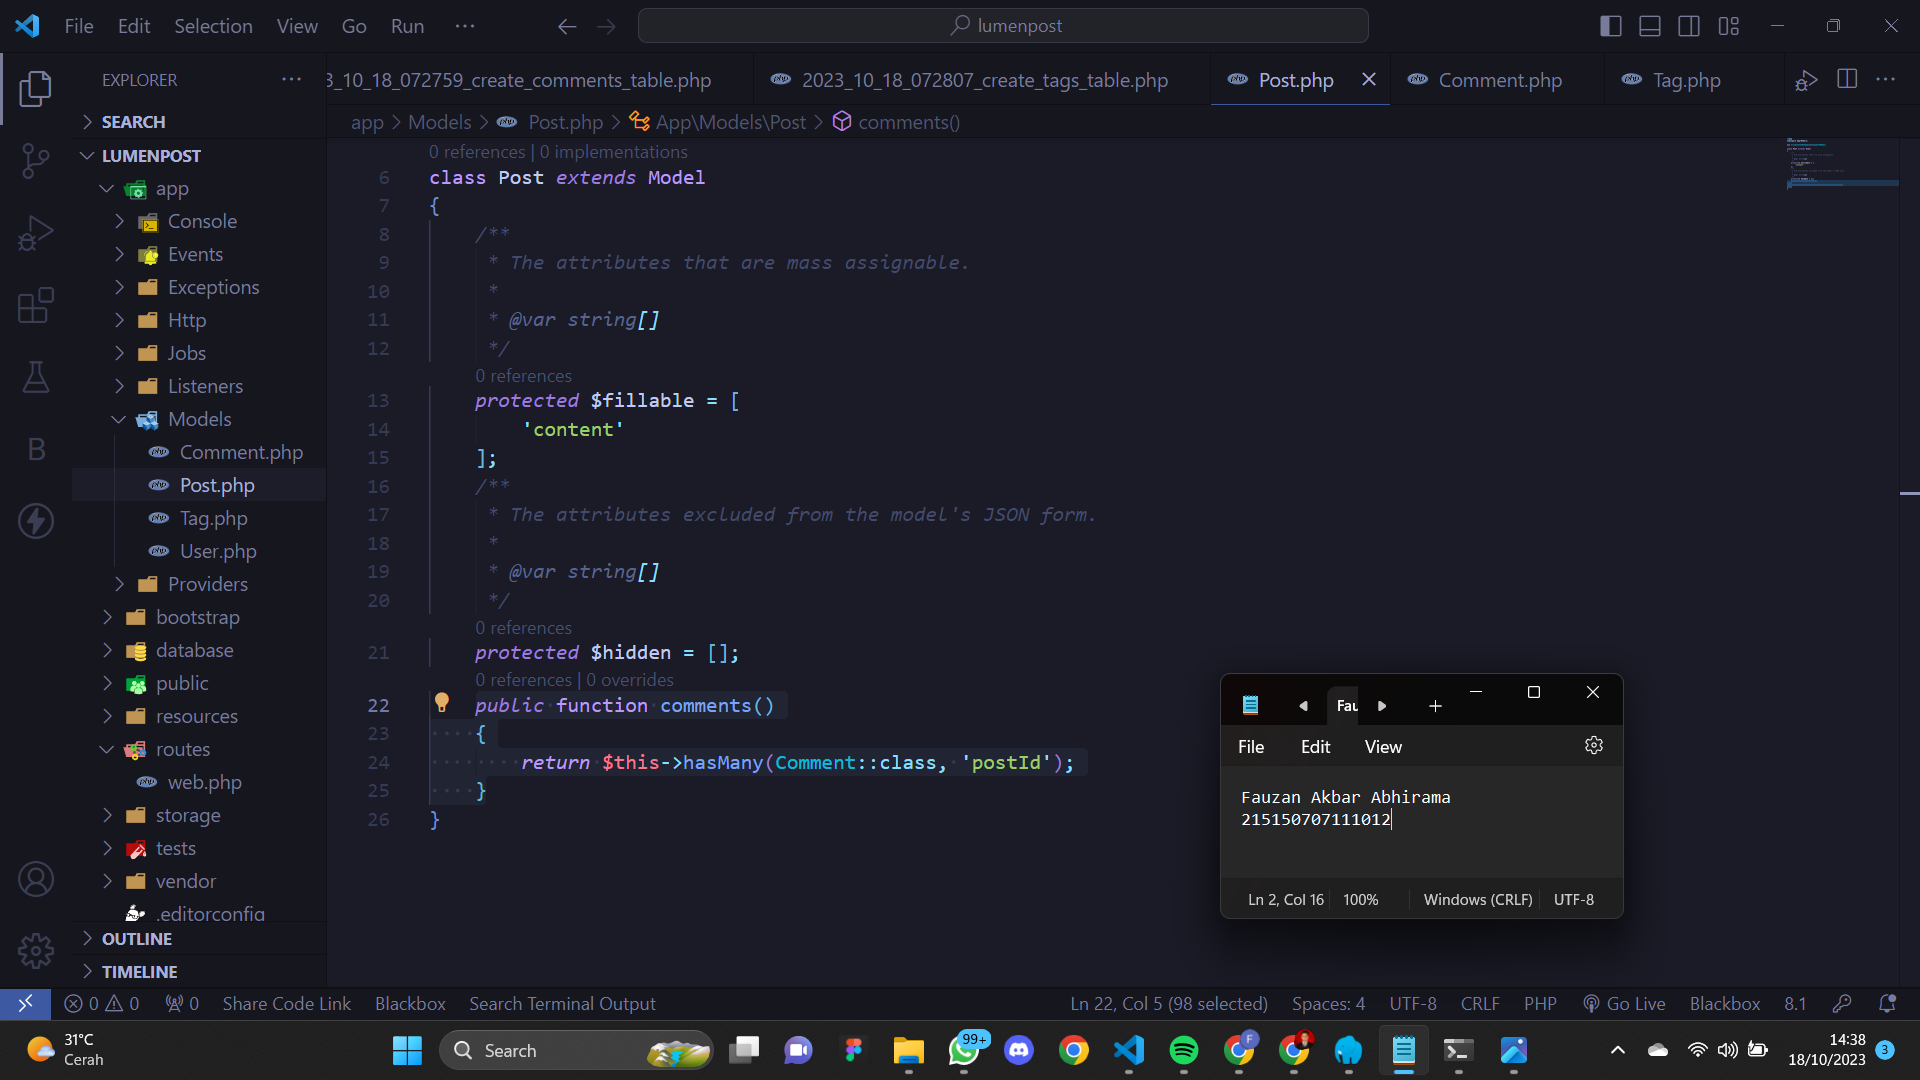 File Edit Selection View Go Run ··· lumenpost
EXPLORER ···
SEARCH
LUMENPOST
app
Console
Events
Exceptions
Http
Jobs
Listeners
Models
Comment.php
Post.php
Tag.php
User.php
Providers
bootstrap
database
public
resources
routes
web.php
storage
tests
vendor
.editorconfig
OUTLINE
TIMELINE
3_10_18_072759_create_comments_table.php 2023_10_18_072807_create_tags_table.php Post.php Comment.php Tag.php
app > Models > Post.php > App\Models\Post > comments()
0 references | 0 implementations
6 class Post extends Model
7 {
8 /**
9 * The attributes that are mass assignable.
10 *
11 * @var string[]
12 */
0 references
13 protected $fillable = [
14 'content'
15 ];
16 /**
17 * The attributes excluded from the model's JSON form.
18 *
19 * @var string[]
20 */
0 references
21 protected $hidden = [];
0 references | 0 overrides
22 public·function comments()
23 ····{
24 ········return $this->hasMany(Comment::class,·'postId');
25 ····}
26 }
Fau
File Edit View
Fauzan Akbar Abhirama
215150707111012
Ln 2, Col 16 100% Windows (CRLF) UTF-8
0 0 0 Share Code Link Blackbox Search Terminal Output Ln 22, Col 5 (98 selected) Spaces: 4 UTF-8 CRLF PHP Go Live Blackbox 8.1
31°C
Cerah
Search
99+
F
14:38
18/10/2023
3